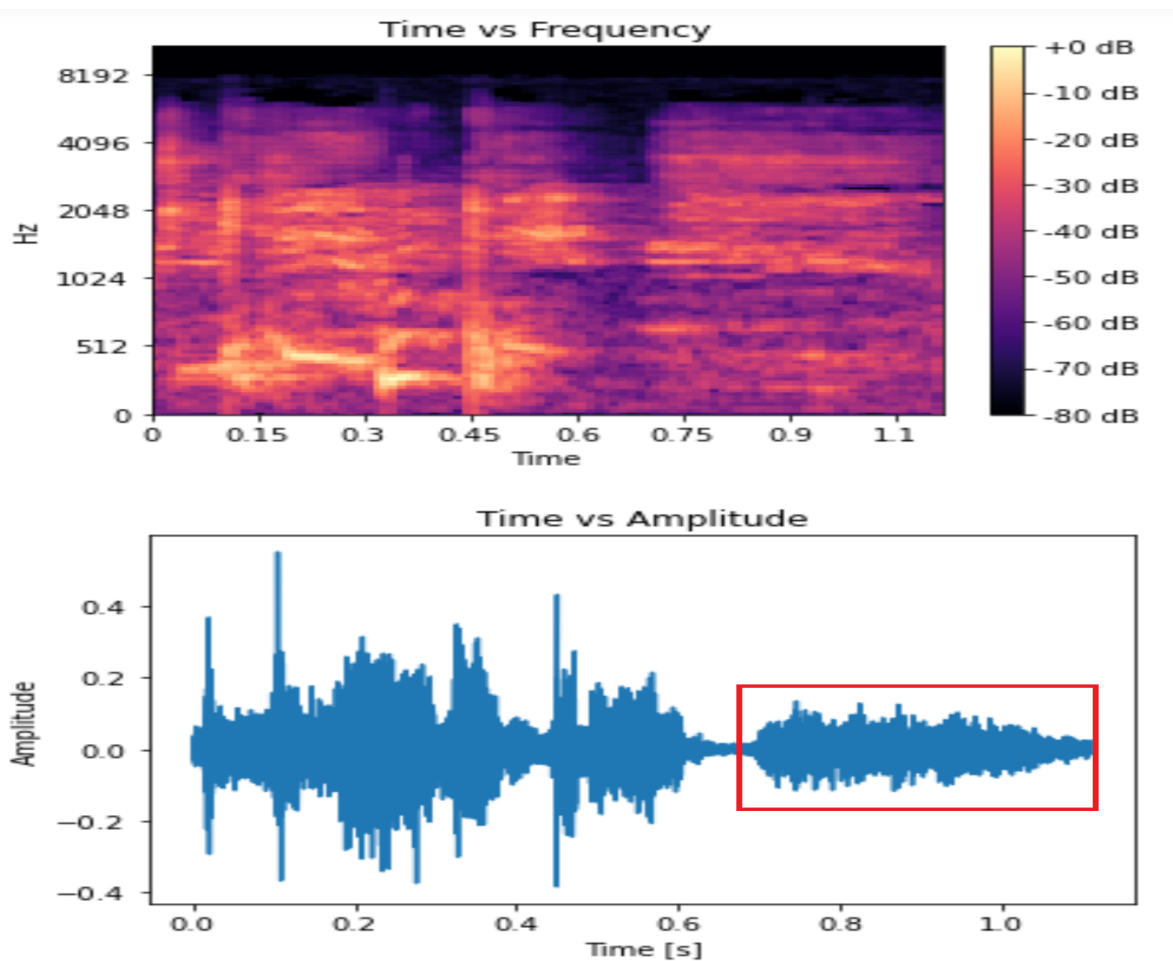 Time vs Frequency
Hz
8192
4096
2048
1024
512
0
0 0.15 0.3 0.45 0.6 0.75 0.9 1.1
Time
+0 dB
-10 dB
-20 dB
-30 dB
-40 dB
-50 dB
-60 dB
-70 dB
-80 dB
Time vs Amplitude
Amplitude
0.4
0.2
0.0
−0.2
−0.4
0.0 0.2 0.4 0.6 0.8 1.0
Time [s]